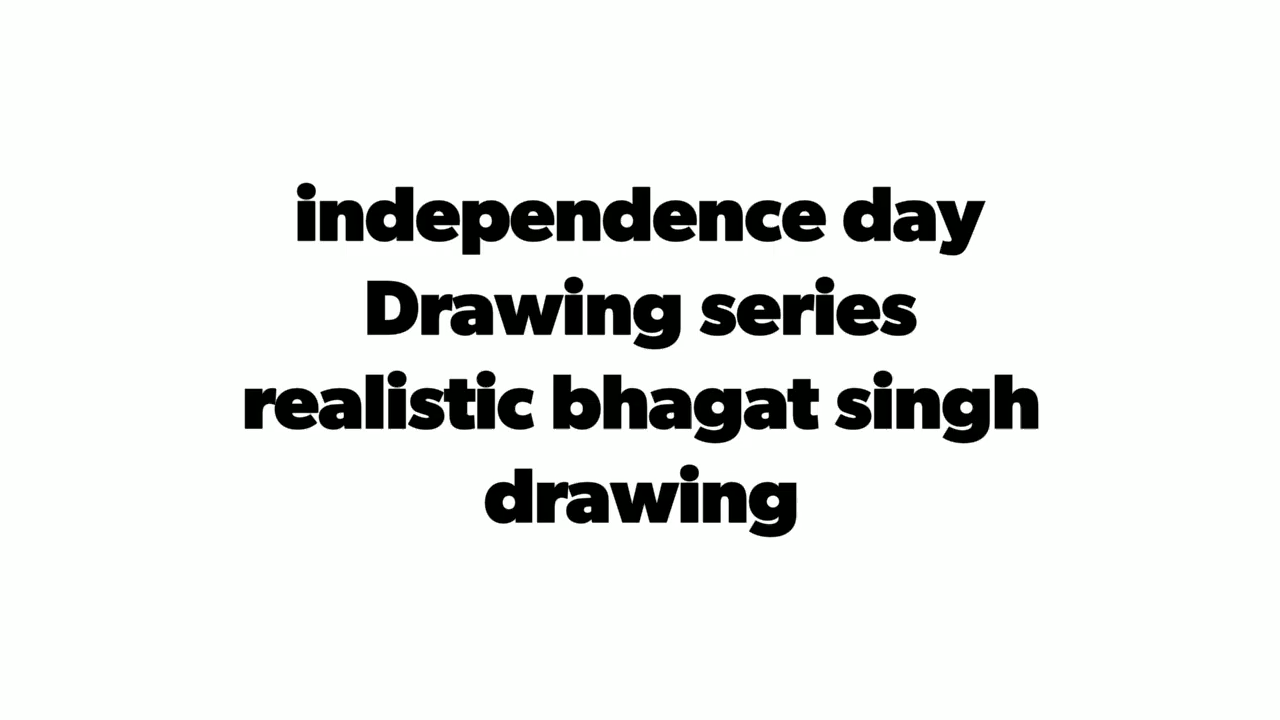 independence day
Drawing series
realistic bhagat singh
drawing